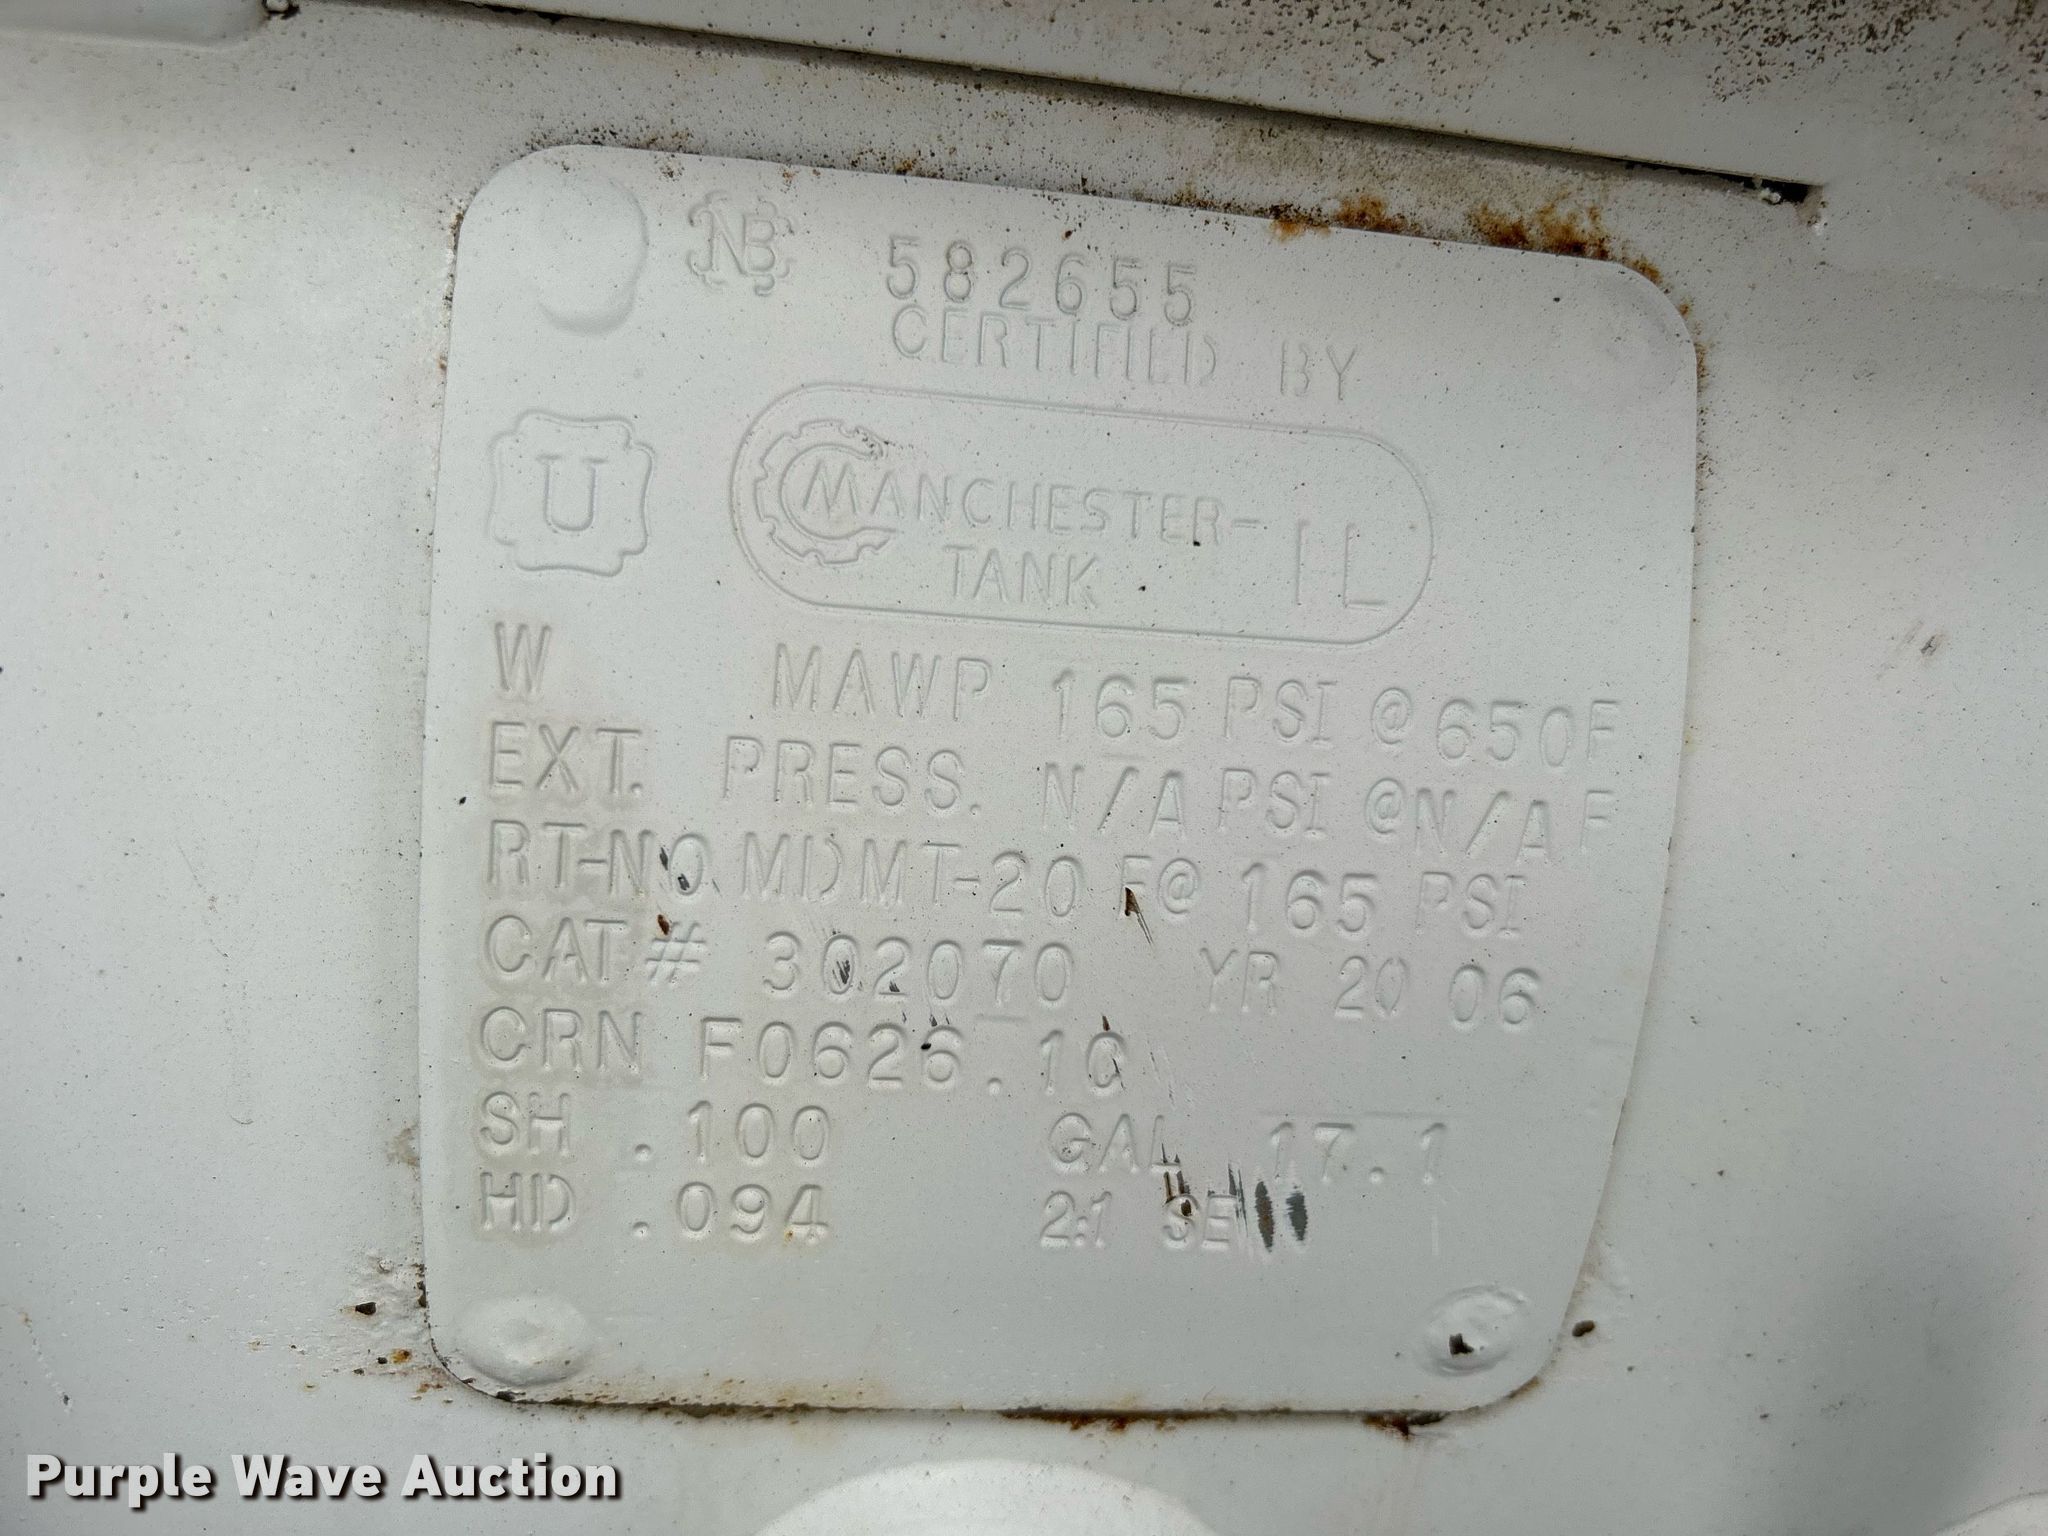 NB 582655
CERTIFIED BY
U
MANCHESTER-
TANK IL
W MAWP 165 PSI @ 650F
EXT. PRESS. N/A PSI @N/A F
RT-NO MDMT-20 F@ 165 PSI
CAT# 302070 YR 20 06
CRN F0626.1C
SH .100 GAL 17.1
HD .094 2:1 SE
Purple Wave Auction